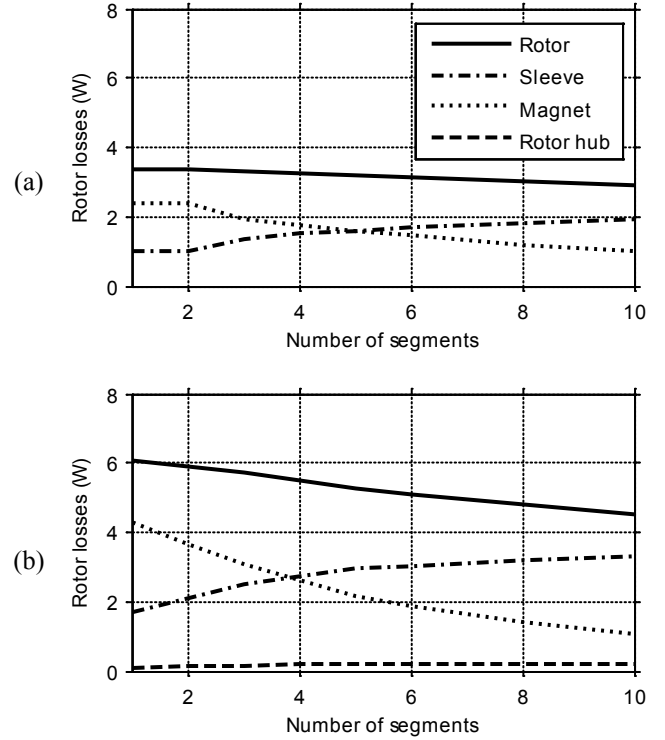 (a)
Rotor losses (W)
8
6
4
2
0
2 4 6 8 10
Number of segments
Rotor
Sleeve
Magnet
Rotor hub
(b)
Rotor losses (W)
8
6
4
2
0
2 4 6 8 10
Number of segments